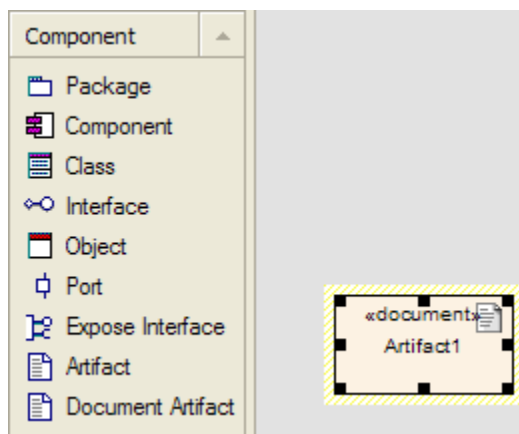 Component
Package
Component
Class
Interface
Object
Port
Expose Interface
Artifact
Document Artifact
«document»
Artifact1